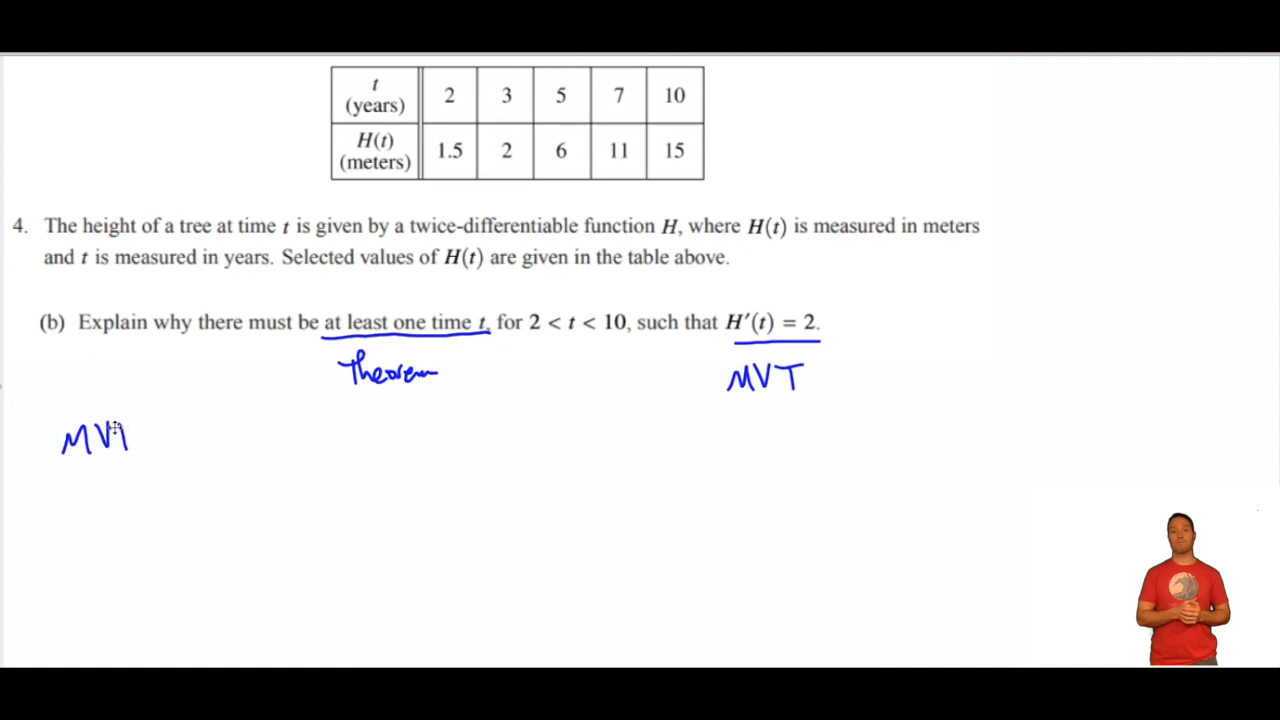 t (years) 2 3 5 7 10
H(t) (meters) 1.5 2 6 11 15
4. The height of a tree at time t is given by a twice-differentiable function H, where H(t) is measured in meters
and t is measured in years. Selected values of H(t) are given in the table above.
(b) Explain why there must be at least one time t, for 2 < t < 10, such that H′(t) = 2.
Theorem MVT
MVT